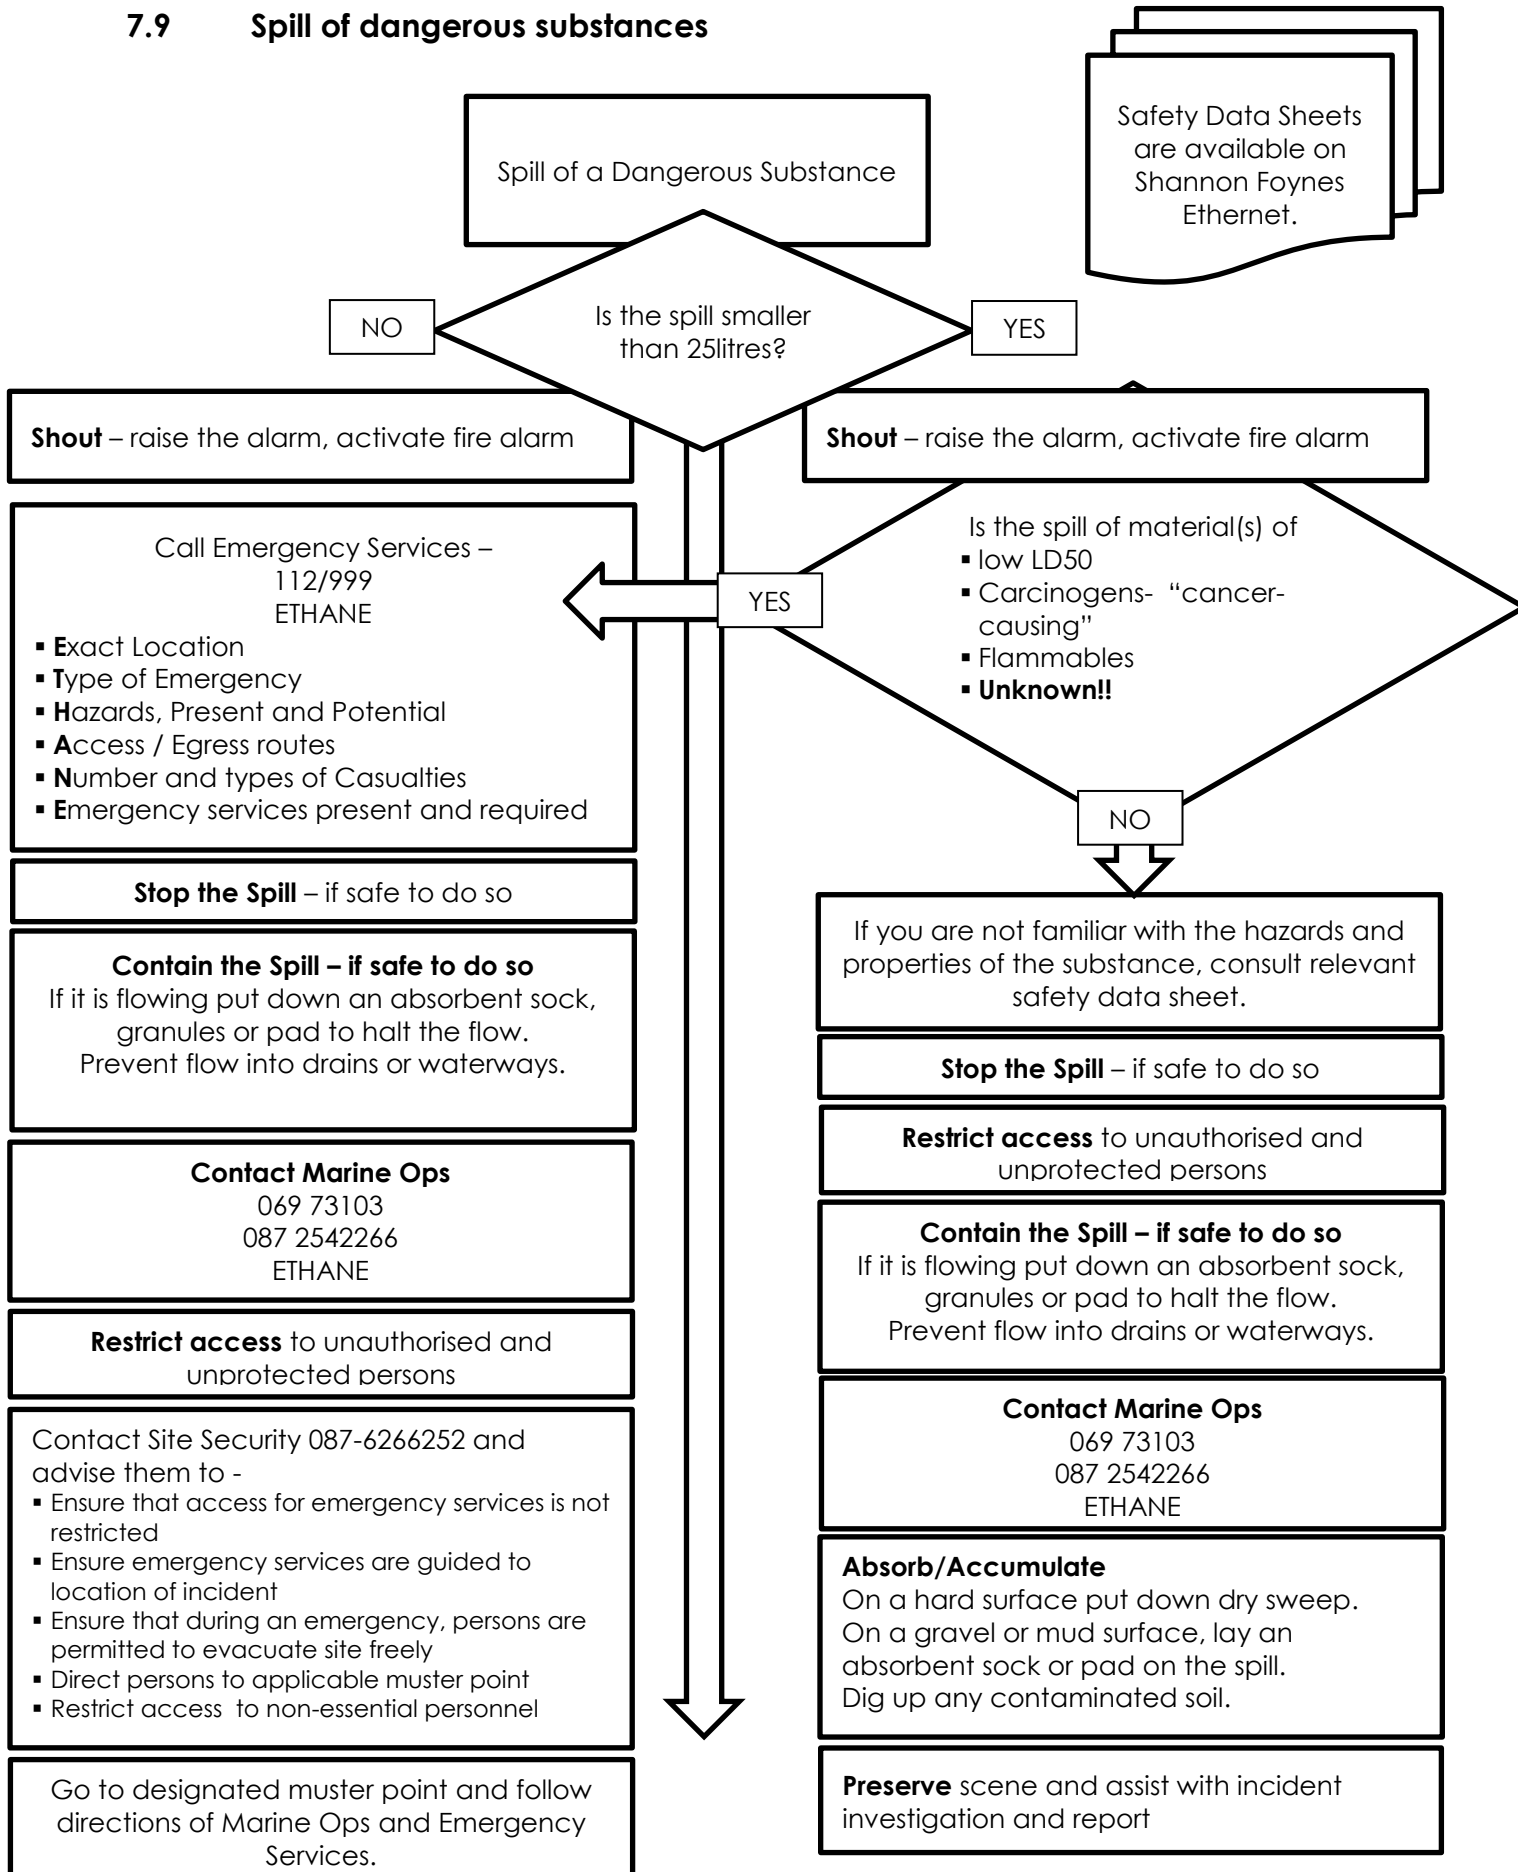 7.9 Spill of dangerous substances
Safety Data Sheets
are available on
Shannon Foynes
Ethernet.
Spill of a Dangerous Substance
Is the spill smaller
than 25litres?
NO
YES
Shout – raise the alarm, activate fire alarm
Call Emergency Services –
112/999
ETHANE
▪ Exact Location
▪ Type of Emergency
▪ Hazards, Present and Potential
▪ Access / Egress routes
▪ Number and types of Casualties
▪ Emergency services present and required
Stop the Spill – if safe to do so
Contain the Spill – if safe to do so
If it is flowing put down an absorbent sock,
granules or pad to halt the flow.
Prevent flow into drains or waterways.
Contact Marine Ops
069 73103
087 2542266
ETHANE
Restrict access to unauthorised and
unprotected persons
Contact Site Security 087-6266252 and
advise them to -
▪ Ensure that access for emergency services is not
restricted
▪ Ensure emergency services are guided to
location of incident
▪ Ensure that during an emergency, persons are
permitted to evacuate site freely
▪ Direct persons to applicable muster point
▪ Restrict access to non-essential personnel
Go to designated muster point and follow
directions of Marine Ops and Emergency
Services.
Shout – raise the alarm, activate fire alarm
Is the spill of material(s) of
▪ low LD50
▪ Carcinogens- “cancer-
causing”
▪ Flammables
▪ Unknown!!
YES
NO
If you are not familiar with the hazards and
properties of the substance, consult relevant
safety data sheet.
Stop the Spill – if safe to do so
Restrict access to unauthorised and
unprotected persons
Contain the Spill – if safe to do so
If it is flowing put down an absorbent sock,
granules or pad to halt the flow.
Prevent flow into drains or waterways.
Contact Marine Ops
069 73103
087 2542266
ETHANE
Absorb/Accumulate
On a hard surface put down dry sweep.
On a gravel or mud surface, lay an
absorbent sock or pad on the spill.
Dig up any contaminated soil.
Preserve scene and assist with incident
investigation and report